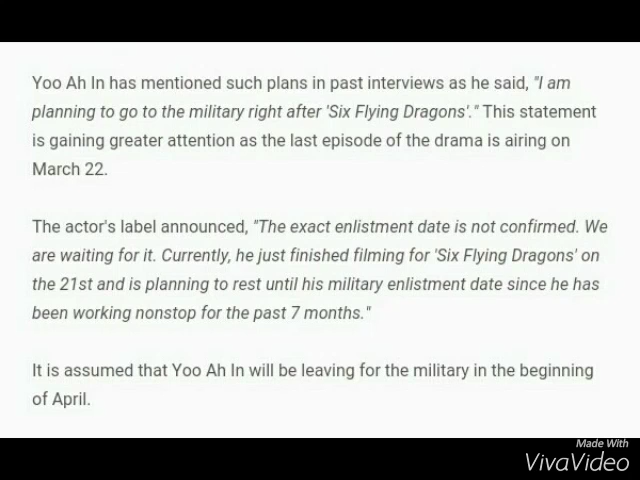 Yoo Ah In has mentioned such plans in past interviews as he said, "I am
planning to go to the military right after 'Six Flying Dragons'." This statement
is gaining greater attention as the last episode of the drama is airing on
March 22.
The actor's label announced, "The exact enlistment date is not confirmed. We
are waiting for it. Currently, he just finished filming for 'Six Flying Dragons' on
the 21st and is planning to rest until his military enlistment date since he has
been working nonstop for the past 7 months."
It is assumed that Yoo Ah In will be leaving for the military in the beginning
of April.
Made With
VivaVideo